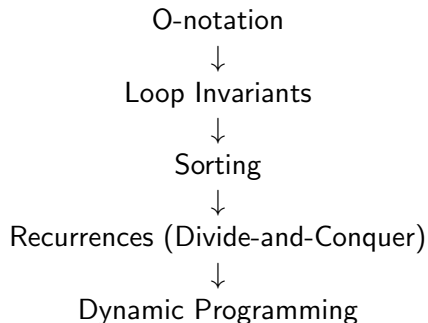 O-notation
↓
Loop Invariants
↓
Sorting
↓
Recurrences (Divide-and-Conquer)
↓
Dynamic Programming